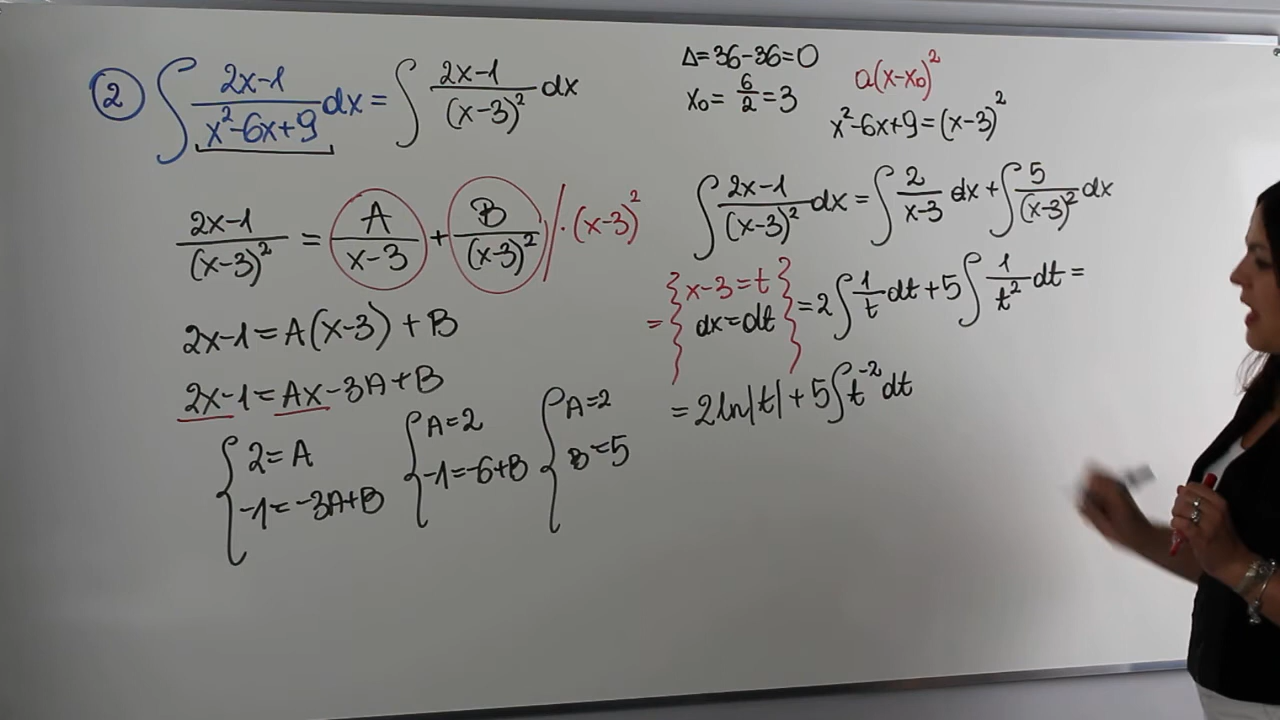 ② ∫ (2x-1)/(x²-6x+9) dx = ∫ (2x-1)/(x-3)² dx
(2x-1)/(x-3)² = A/(x-3) + B/(x-3)² / ·(x-3)²
2x-1=A(x-3)+B
2x-1=Ax-3A+B
{ 2=A { A=2 { A=2
-1=-3A+B -1=-6+B B=5
Δ=36-36=0
x₀= 6/2 =3
a(x-x₀)²
x²-6x+9=(x-3)²
∫ (2x-1)/(x-3)² dx = ∫ 2/(x-3) dx + ∫ 5/(x-3)² dx
= { x-3=t
dx=dt } = 2∫ 1/t dt + 5∫ 1/t² dt =
= 2ln|t| + 5∫ t⁻² dt